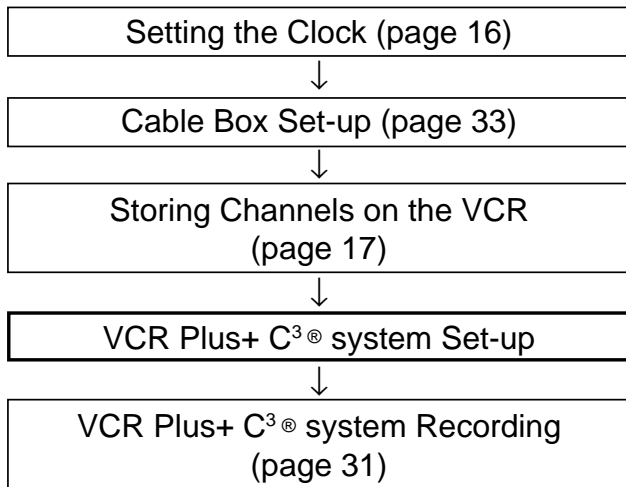 Setting the Clock (page 16)
↓
Cable Box Set-up (page 33)
↓
Storing Channels on the VCR
(page 17)
↓
VCR Plus+ C³® system Set-up
↓
VCR Plus+ C³® system Recording
(page 31)